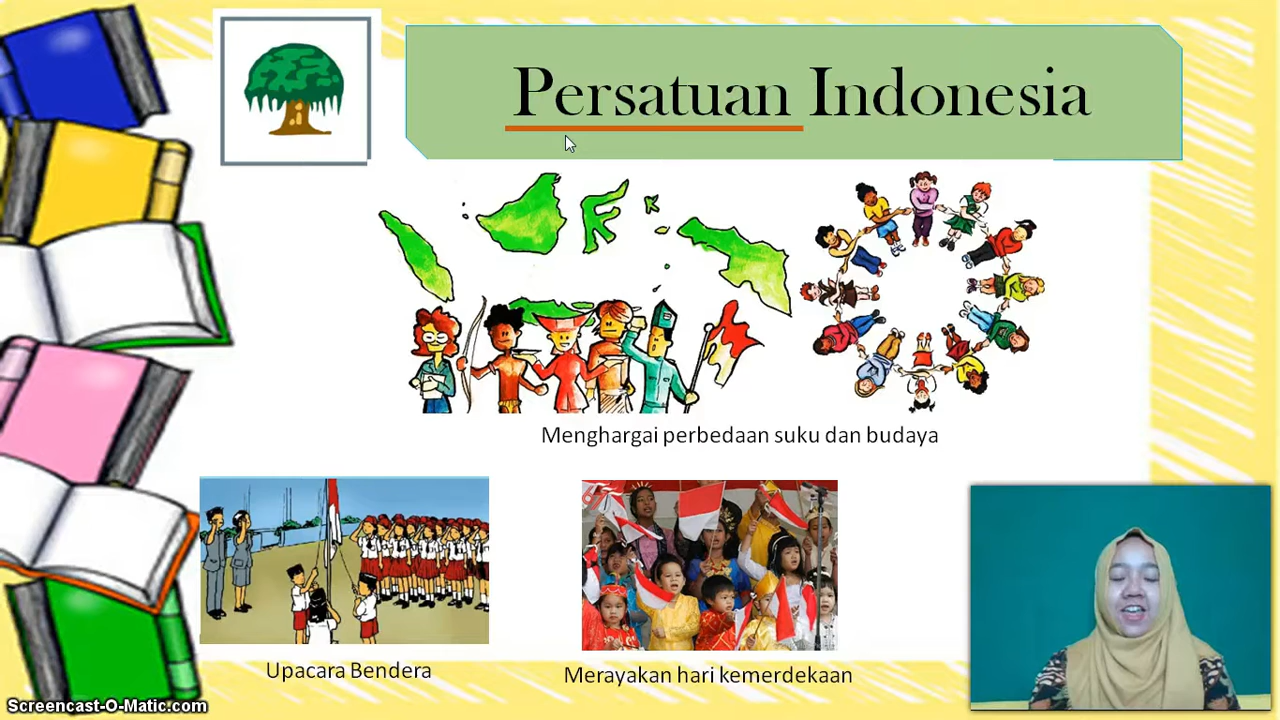 Persatuan Indonesia
Menghargai perbedaan suku dan budaya
Upacara Bendera
Merayakan hari kemerdekaan
Screencast-O-Matic.com